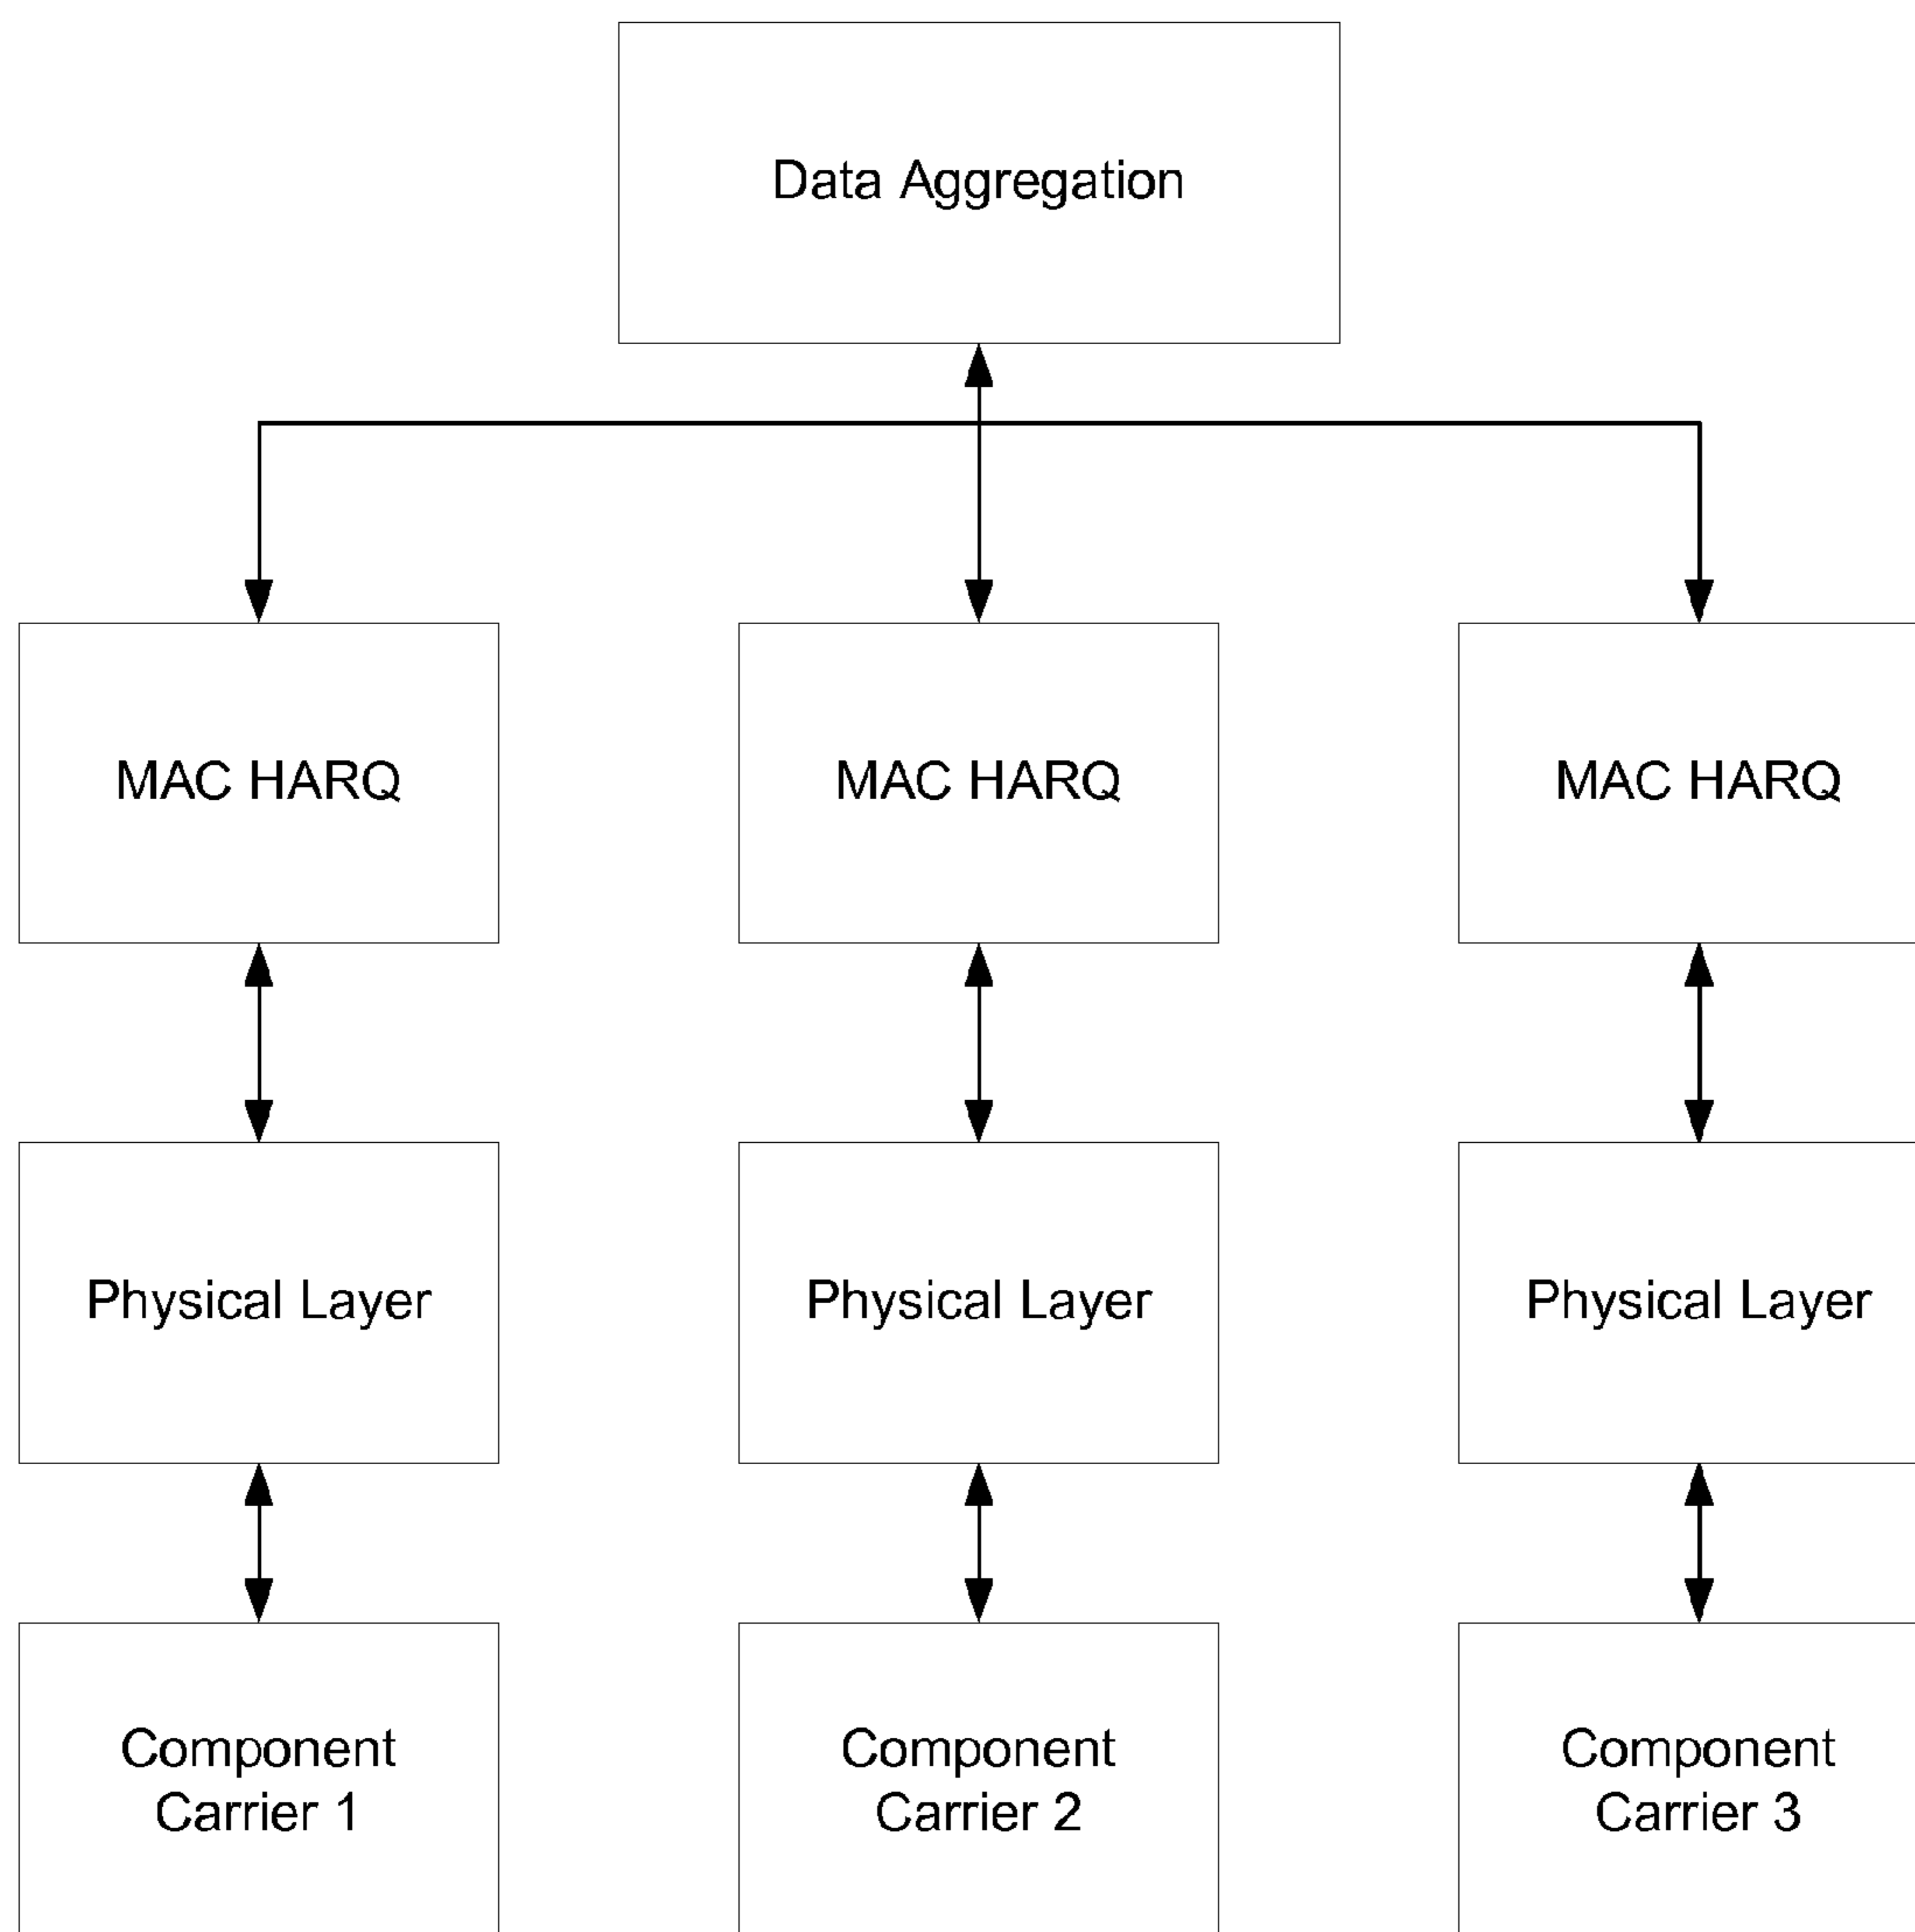 Data Aggregation
MAC HARQ
MAC HARQ
MAC HARQ
Physical Layer
Physical Layer
Physical Layer
Component
Carrier 1
Component
Carrier 2
Component
Carrier 3